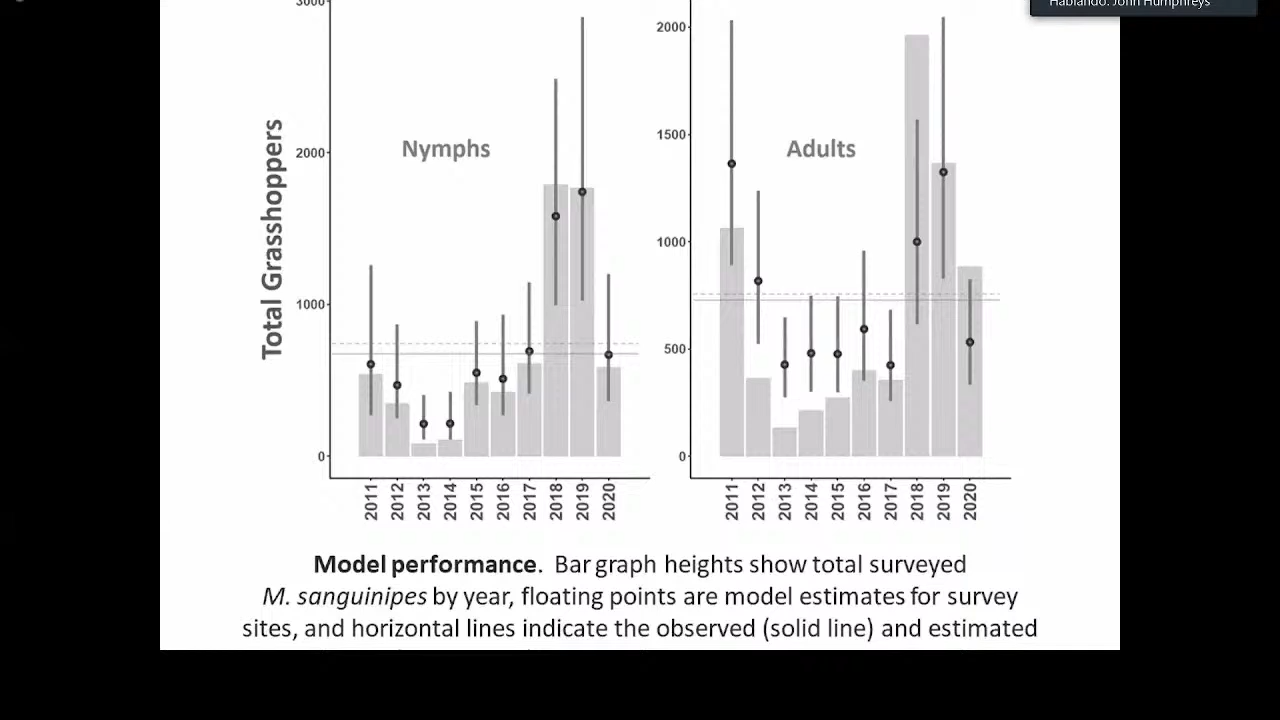 Hablando: John Humphreys
3000
2000
1000
0
Total Grasshoppers
Nymphs
2011 2012 2013 2014 2015 2016 2017 2018 2019 2020
2000
1500
1000
500
0
Adults
2011 2012 2013 2014 2015 2016 2017 2018 2019 2020
Model performance. Bar graph heights show total surveyed
M. sanguinipes by year, floating points are model estimates for survey
sites, and horizontal lines indicate the observed (solid line) and estimated